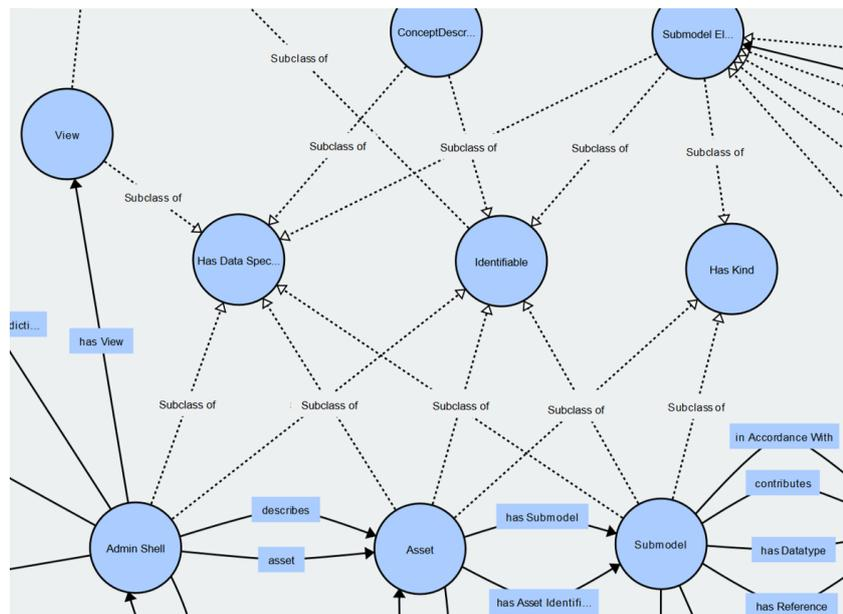 ConceptDescr...
Submodel El...
Subclass of
View
Subclass of
Subclass of
Subclass of
Subclass of
Subclass of
Has Data Spec...
Identifiable
Has Kind
dicti...
has View
Subclass of
Subclass of
Subclass of
Subclass of
Subclass of
in Accordance With
contributes
describes
has Submodel
Admin Shell
asset
Asset
Submodel
has Datatype
has Asset Identifi...
has Reference